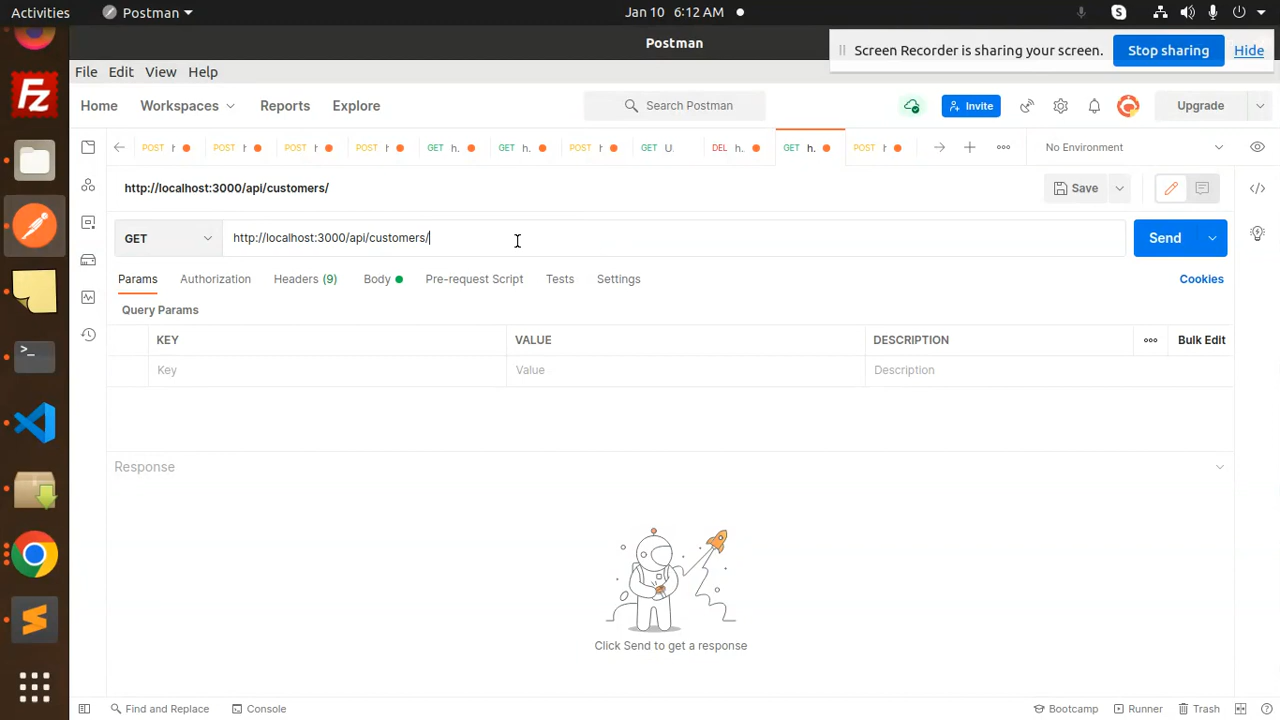 Activities Postman Jan 10 6:12 AM
Postman
Screen Recorder is sharing your screen. Stop sharing Hide
File Edit View Help
Home Workspaces Reports Explore Search Postman Invite Upgrade
POST POST POST POST GET h. GET h. POST GET U. DEL h.. GET h. POST No Environment
http://localhost:3000/api/customers/ Save
GET http://localhost:3000/api/customers/ Send
Params Authorization Headers (9) Body Pre-request Script Tests Settings Cookies
Query Params
KEY VALUE DESCRIPTION Bulk Edit
Key Value Description
Response
Click Send to get a response
Find and Replace Console Bootcamp Runner Trash